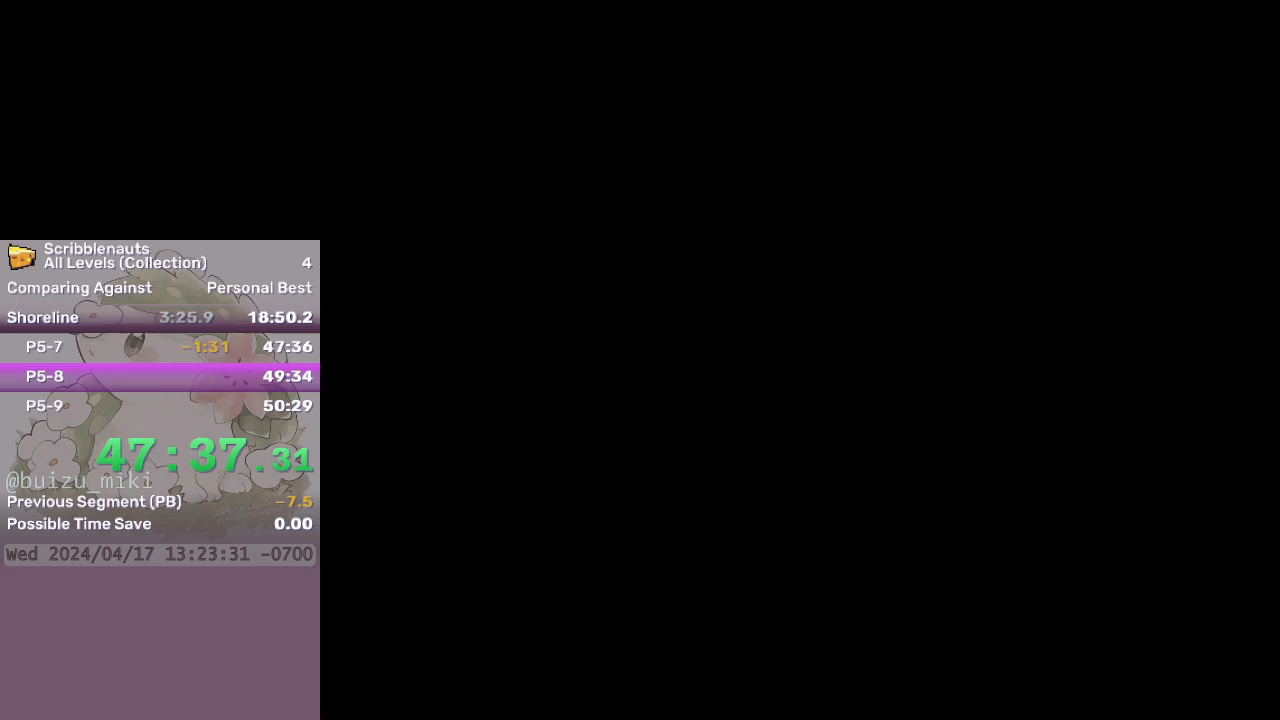 Scribblenauts
All Levels (Collection) 4
Comparing Against Personal Best
Shoreline 3:25.9 18:50.2
P5-7 −1:31 47:36
P5-8 49:34
P5-9 50:29
47:37.31
@buizu_miki
Previous Segment (PB) −7.5
Possible Time Save 0.00
Wed 2024/04/17 13:23:31 -0700